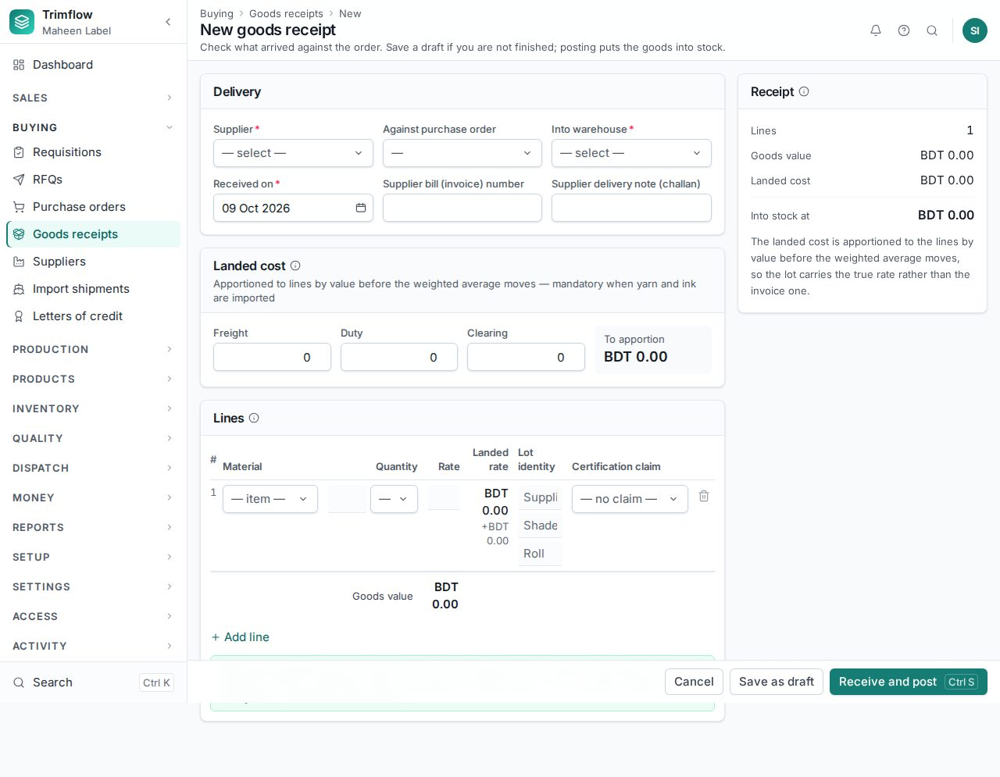 Trimflow
Maheen Label
Dashboard
SALES
BUYING
Requisitions
RFQs
Purchase orders
Goods receipts
Suppliers
Import shipments
Letters of credit
PRODUCTION
PRODUCTS
INVENTORY
QUALITY
DISPATCH
MONEY
REPORTS
SETUP
SETTINGS
ACCESS
ACTIVITY
Search Ctrl K
Buying > Goods receipts > New
New goods receipt
Check what arrived against the order. Save a draft if you are not finished; posting puts the goods into stock.
SI
Delivery
Supplier* Against purchase order Into warehouse*
— select — — — select —
Received on* Supplier bill (invoice) number Supplier delivery note (challan)
09 Oct 2026
Landed cost
Apportioned to lines by value before the weighted average moves — mandatory when yarn and ink
are imported
Freight Duty Clearing To apportion
0 0 0 BDT 0.00
Lines
# Material Quantity Rate Landed rate Lot identity Certification claim
1 — item — — BDT 0.00 Suppli — no claim —
+BDT 0.00 Shade
Roll
Goods value BDT 0.00
+ Add line
Receipt
Lines 1
Goods value BDT 0.00
Landed cost BDT 0.00
Into stock at BDT 0.00
The landed cost is apportioned to the lines by
value before the weighted average moves,
so the lot carries the true rate rather than the
invoice one.
Cancel Save as draft Receive and post Ctrl S